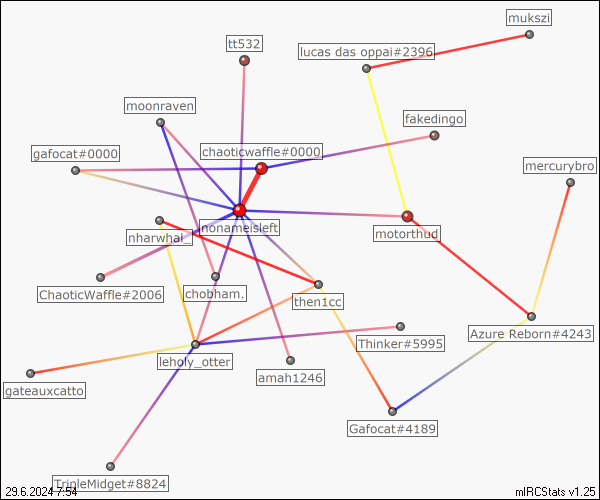 mukszi
tt532
lucas das oppai#2396
moonraven
fakedingo
gafocat#0000
chaoticwaffle#0000
mercurybro
nonameisleft
motorthud
nharwhal_
ChaoticWaffle#2006
chobham.
then1cc
Azure Reborn#4243
Thinker#5995
leholy_otter
amah1246
gateauxcatto
Gafocat#4189
TripleMidget#8824
29.6.2024 7:54
mIRCStats v1.25